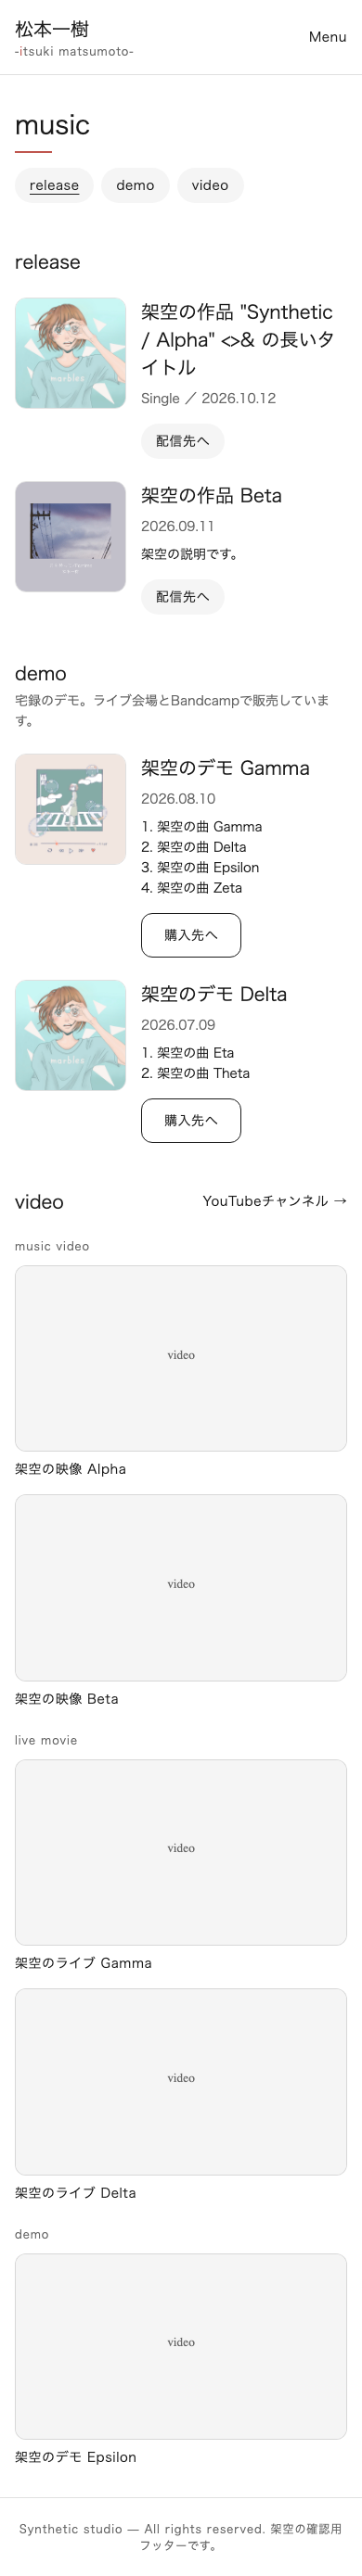 松本一樹
-itsuki matsumoto-
Menu
music
release
demo
video
release
marbles
架空の作品 "Synthetic
/ Alpha" <>& の長いタ
イトル
Single ／ 2026.10.12
配信先へ
架空の作品 Beta
2026.09.11
架空の説明です。
配信先へ
demo
宅録のデモ。ライブ会場とBandcampで販売していま
す。
架空のデモ Gamma
2026.08.10
1. 架空の曲 Gamma
2. 架空の曲 Delta
3. 架空の曲 Epsilon
4. 架空の曲 Zeta
購入先へ
marbles
架空のデモ Delta
2026.07.09
1. 架空の曲 Eta
2. 架空の曲 Theta
購入先へ
video
YouTubeチャンネル →
music video
video
架空の映像 Alpha
video
架空の映像 Beta
live movie
video
架空のライブ Gamma
video
架空のライブ Delta
demo
video
架空のデモ Epsilon
Synthetic studio — All rights reserved. 架空の確認用
フッターです。